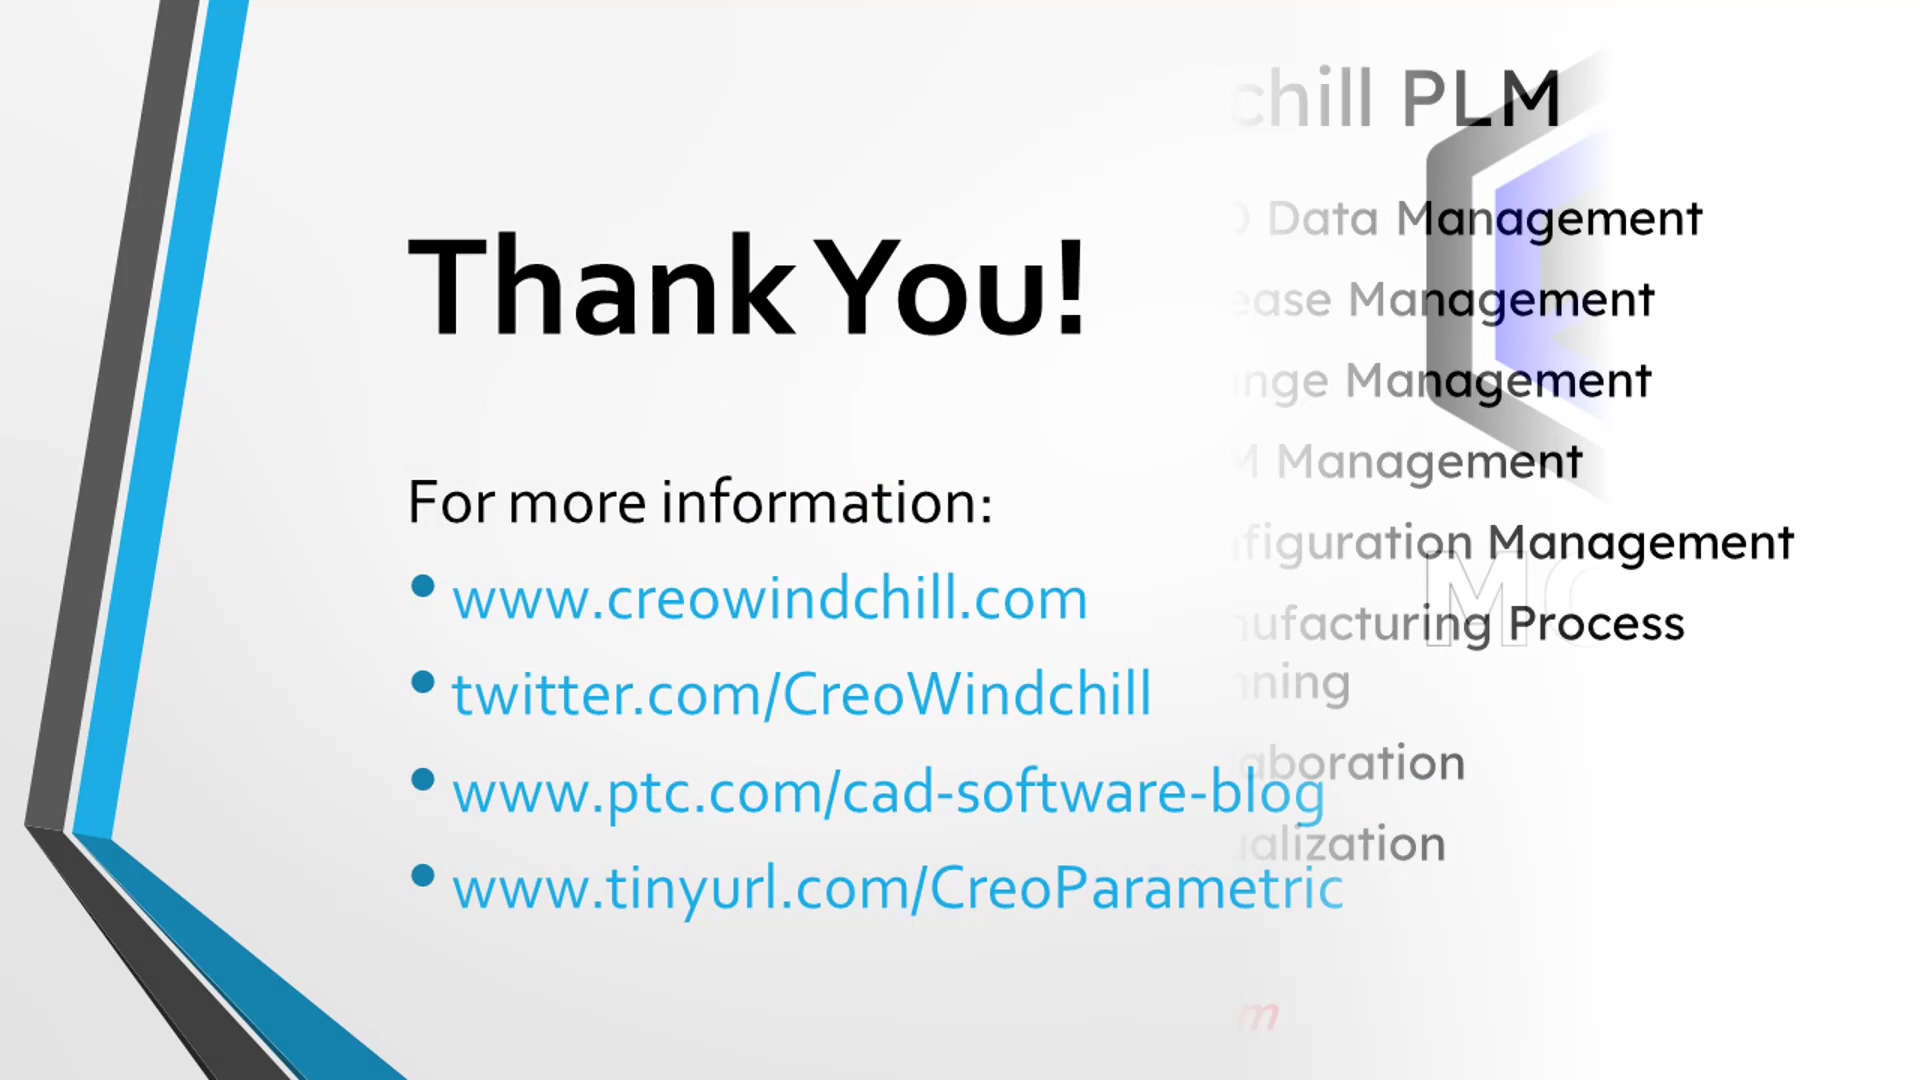 Thank You!
For more information:
• www.creowindchill.com
• twitter.com/CreoWindchill
• www.ptc.com/cad-software-blog
• www.tinyurl.com/CreoParametric
chill PLM
Data Management
ease Management
nge Management
M Management
figuration Management
ufacturing Process
nning
aboration
alization
m